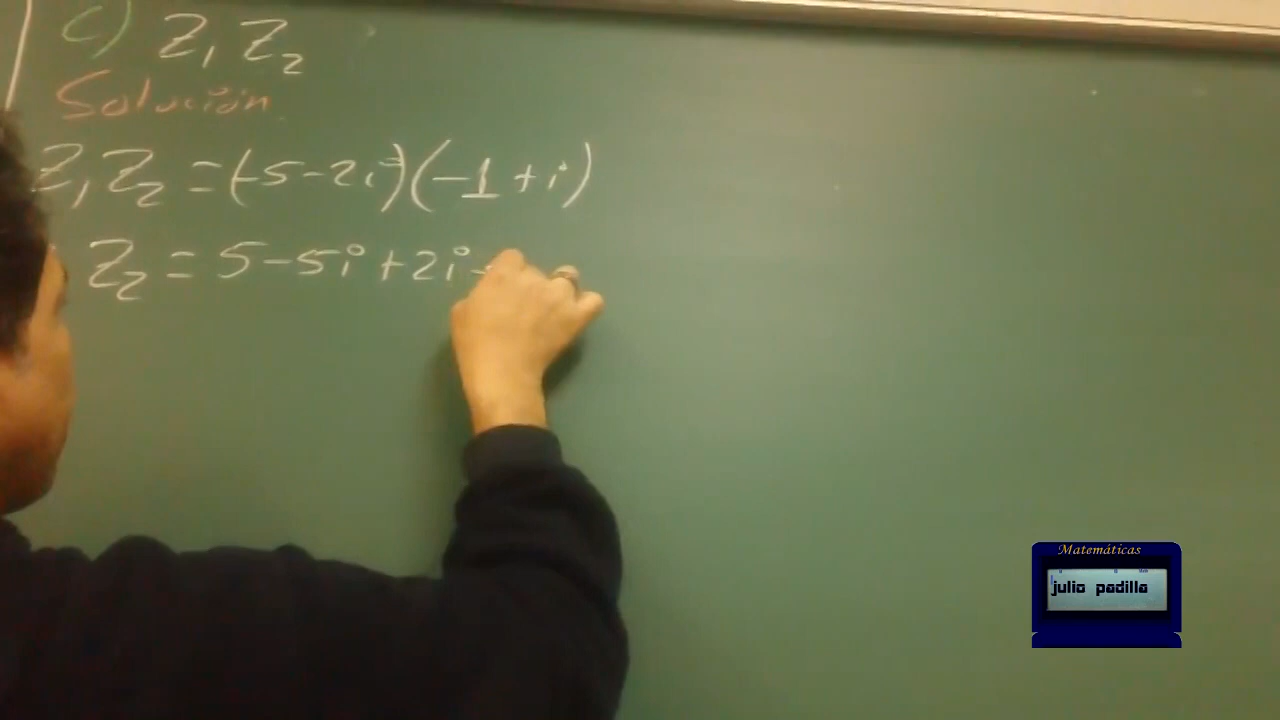 c) Z₁Z₂
Solución
Z₁Z₂ = (-5-2i)(-1+i)
Z₂ = 5-5i+2i-
Matemáticas
julio padilla